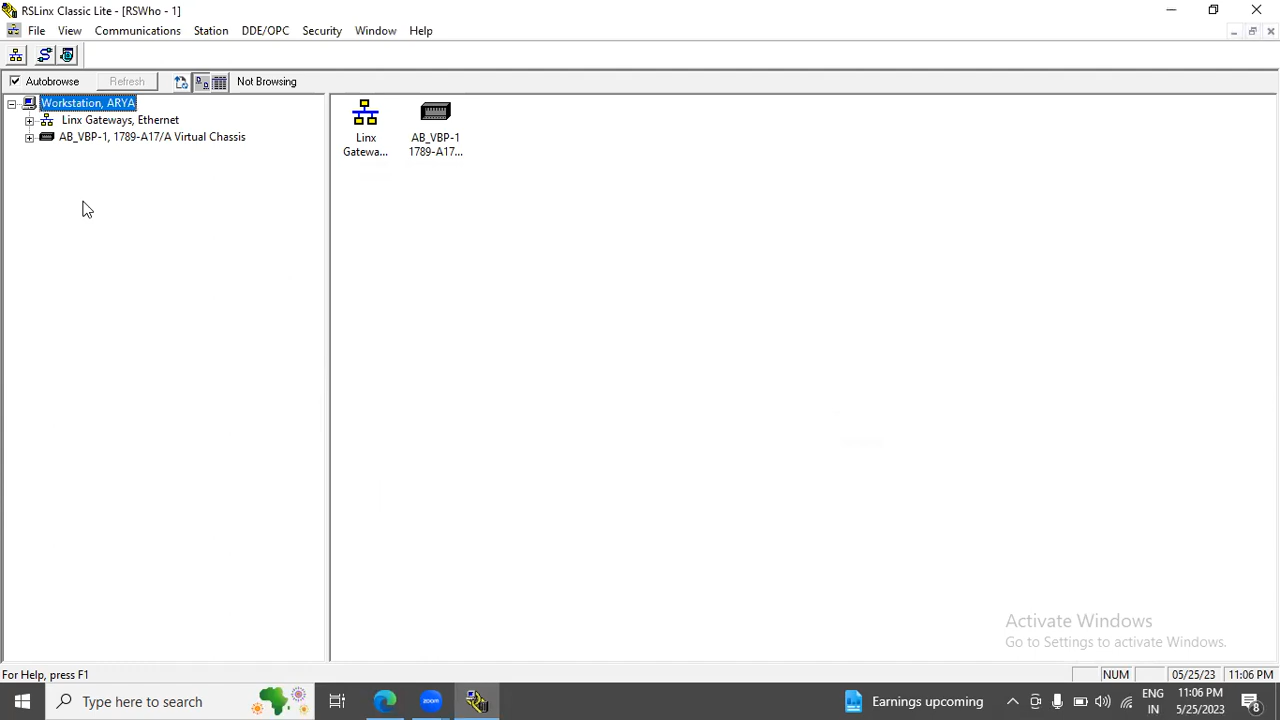 RSLinx Classic Lite - [RSWho - 1]
File View Communications Station DDE/OPC Security Window Help
Autobrowse Refresh Not Browsing
Workstation, ARYA
Linx Gateways, Ethernet
AB_VBP-1, 1789-A17/A Virtual Chassis
Linx
Gatewa...
AB_VBP-1
1789-A17...
Activate Windows
Go to Settings to activate Windows.
For Help, press F1
NUM 05/25/23 11:06 PM
Type here to search
zoom
Earnings upcoming
ENG
IN
11:06 PM
5/25/2023
8